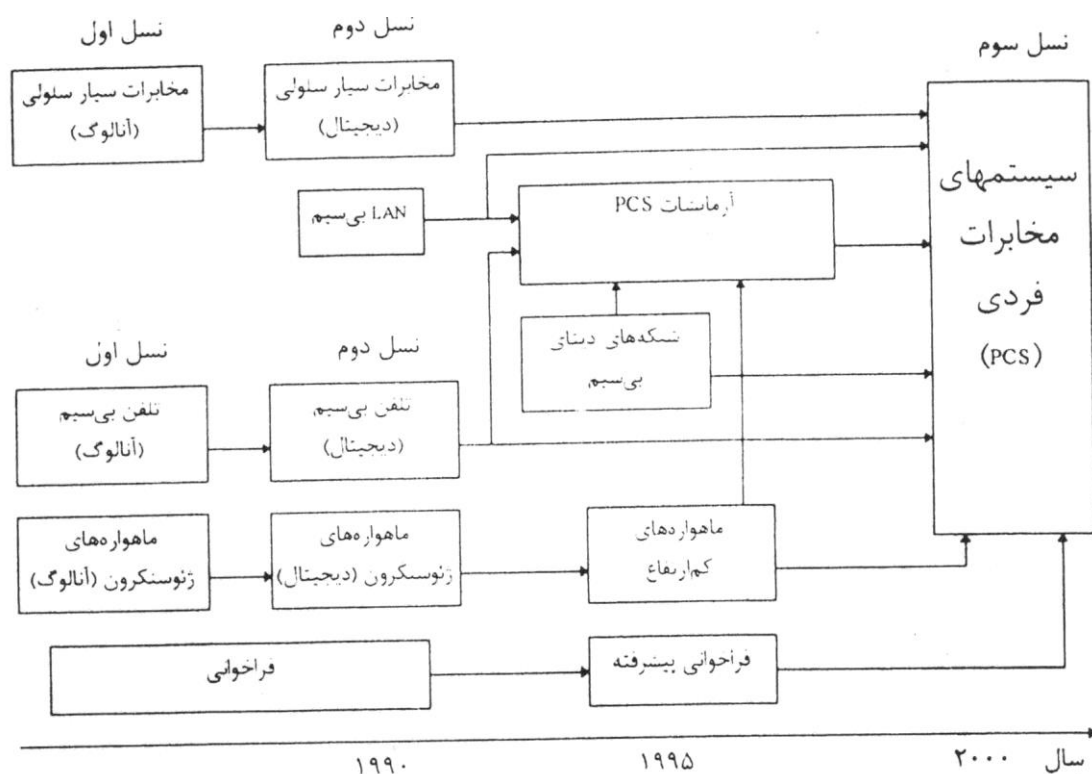 نسل اول
نسل دوم
نسل سوم
مخابرات سیار سلولی
(آنالوگ)
مخابرات سیار سلولی
(دیجیتال)
LAN بی‌سیم
PCS
سیستمهای
مخابرات
فردی
(PCS)
شبکه‌های
بی‌سیم
نسل اول
نسل دوم
تلفن بی‌سیم
(آنالوگ)
تلفن بی‌سیم
(دیجیتال)
ماهواره‌های
ژئوسنکرون (آنالوگ)
ماهواره‌های
ژئوسنکرون (دیجیتال)
ماهواره‌های
کم‌ارتفاع
فراخوانی
فراخوانی پیشرفته
۱۹۹۰
۱۹۹۵
۲۰۰۰
سال